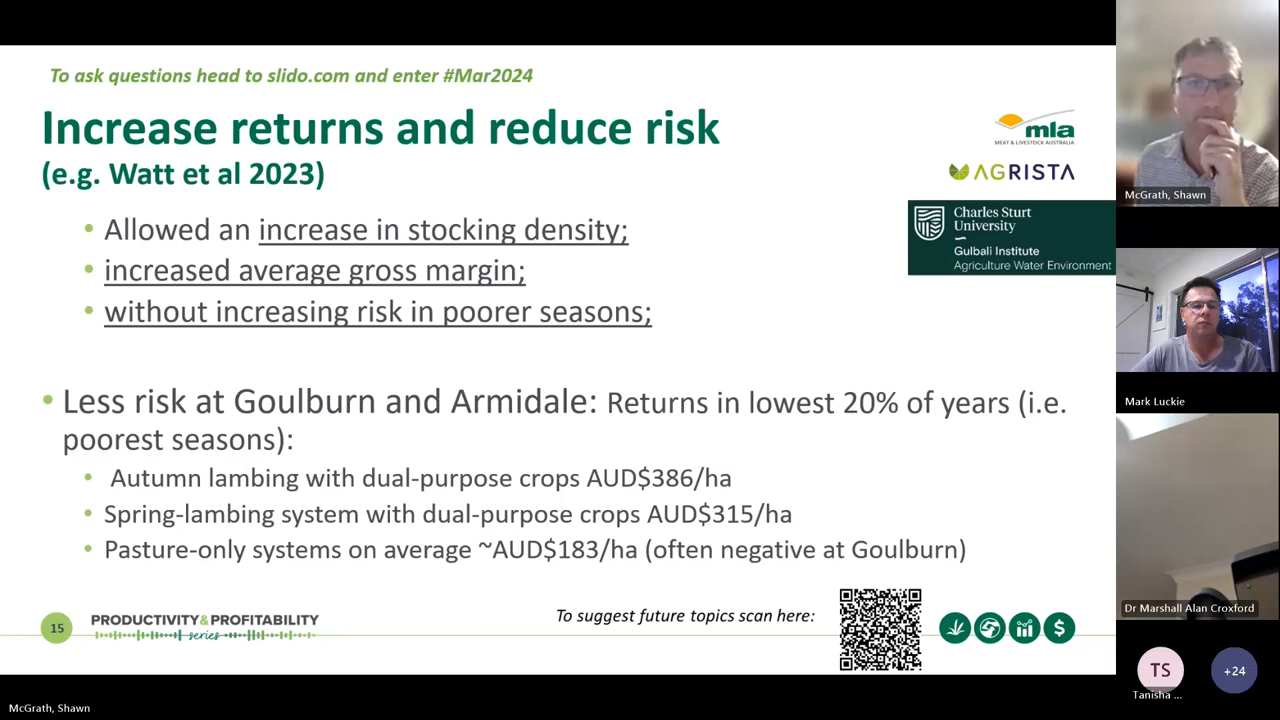 To ask questions head to slido.com and enter #Mar2024
Increase returns and reduce risk
(e.g. Watt et al 2023)
mla
MEAT & LIVESTOCK AUSTRALIA
AGRISTA
Charles Sturt
University
Gulbali Institute
Agriculture Water Environment
• Allowed an increase in stocking density;
• increased average gross margin;
• without increasing risk in poorer seasons;
• Less risk at Goulburn and Armidale: Returns in lowest 20% of years (i.e.
poorest seasons):
• Autumn lambing with dual-purpose crops AUD$386/ha
• Spring-lambing system with dual-purpose crops AUD$315/ha
• Pasture-only systems on average ~AUD$183/ha (often negative at Goulburn)
15
PRODUCTIVITY&PROFITABILITY
series
To suggest future topics scan here:
$
McGrath, Shawn
McGrath, Shawn
Mark Luckie
Dr Marshall Alan Croxford
TS
Tanisha ...
+24